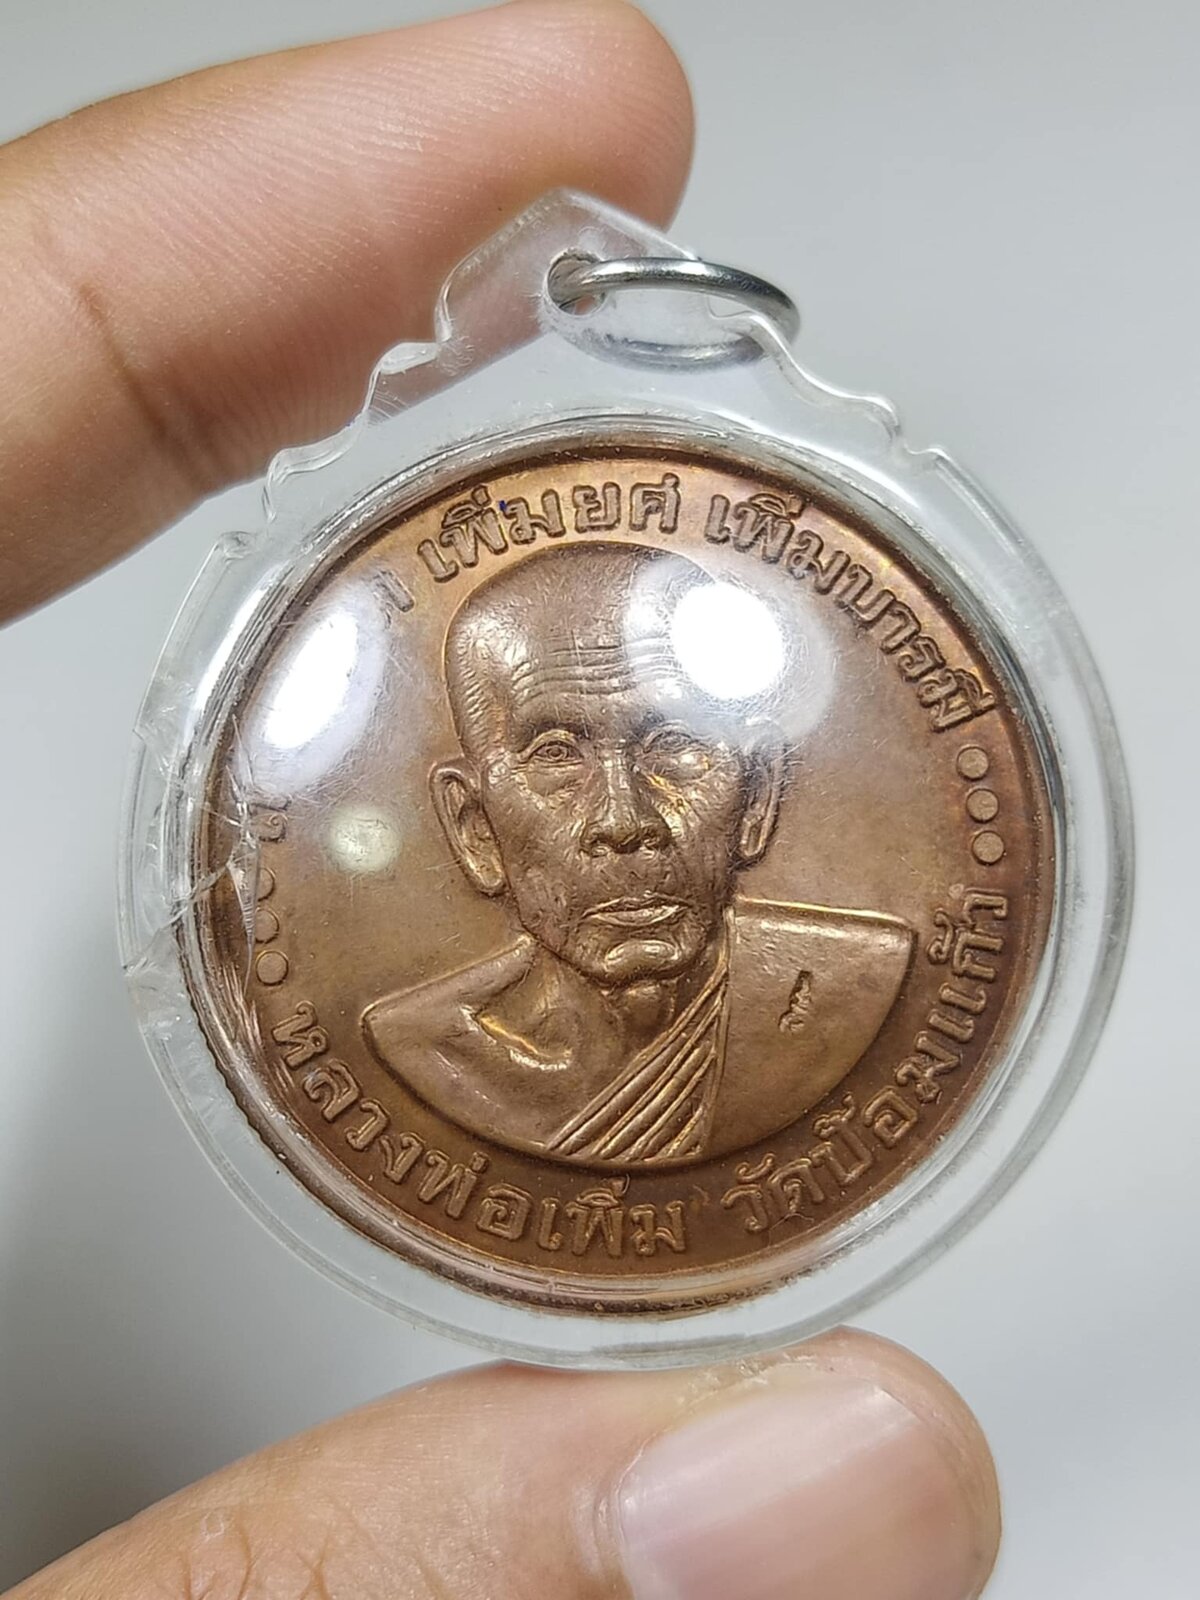 เพิ่มยศ เพิ่มบารมี
หลวงพ่อเพิ่ม วัดป้อมแก้ว